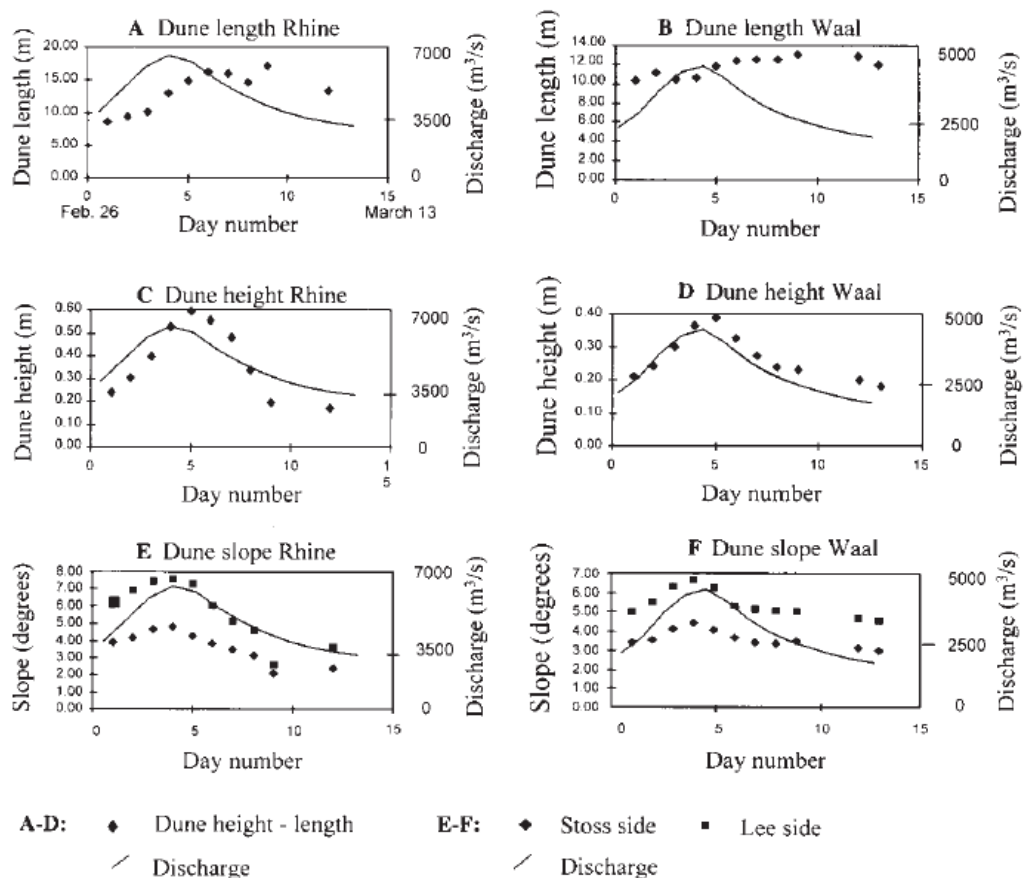 A Dune length Rhine
Dune length (m)
20.00
15.00
10.00
5.00
0.00
7000
3500
0
Discharge (m³/s)
0
5
10
15
Feb. 26
March 13
Day number
B Dune length Waal
Dune length (m)
14.00
12.00
10.00
8.00
6.00
4.00
2.00
0.00
5000
2500
0
Discharge (m³/s)
0
5
10
15
Day number
C Dune height Rhine
Dune height (m)
0.60
0.50
0.40
0.30
0.20
0.10
0.00
7000
3500
0
Discharge (m³/s)
0
5
10
1
5
Day number
D Dune height Waal
Dune height (m)
0.40
0.30
0.20
0.10
0.00
5000
2500
0
Discharge (m³/s)
0
5
10
15
Day number
E Dune slope Rhine
Slope (degrees)
8.00
7.00
6.00
5.00
4.00
3.00
2.00
1.00
0.00
7000
3500
0
Discharge (m³/s)
0
5
10
15
Day number
F Dune slope Waal
Slope (degrees)
7.00
6.00
5.00
4.00
3.00
2.00
1.00
0.00
5000
2500
0
Discharge (m³/s)
0
5
10
15
Day number
A-D: Dune height - length
Discharge
E-F: Stoss side Lee side
Discharge